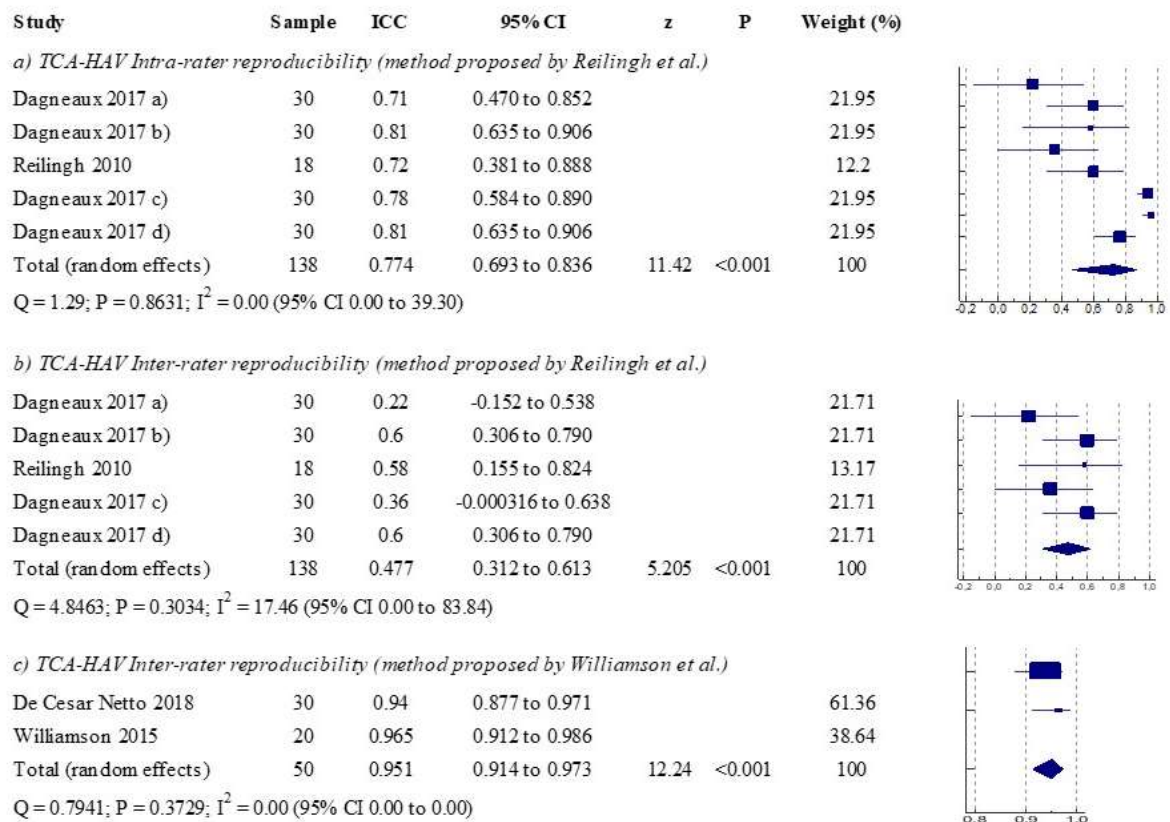 Study Sample ICC 95% CI z P Weight (%)
a) TCA-HAV Intra-rater reproducibility (method proposed by Reilingh et al.)
Dagneaux 2017 a) 30 0.71 0.470 to 0.852 21.95
Dagneaux 2017 b) 30 0.81 0.635 to 0.906 21.95
Reilingh 2010 18 0.72 0.381 to 0.888 12.2
Dagneaux 2017 c) 30 0.78 0.584 to 0.890 21.95
Dagneaux 2017 d) 30 0.81 0.635 to 0.906 21.95
Total (random effects) 138 0.774 0.693 to 0.836 11.42 <0.001 100
Q = 1.29; P = 0.8631; I² = 0.00 (95% CI 0.00 to 39.30)
-0,2 0,0 0,2 0,4 0,6 0,8 1,0
b) TCA-HAV Inter-rater reproducibility (method proposed by Reilingh et al.)
Dagneaux 2017 a) 30 0.22 -0.152 to 0.538 21.71
Dagneaux 2017 b) 30 0.6 0.306 to 0.790 21.71
Reilingh 2010 18 0.58 0.155 to 0.824 13.17
Dagneaux 2017 c) 30 0.36 -0.000316 to 0.638 21.71
Dagneaux 2017 d) 30 0.6 0.306 to 0.790 21.71
Total (random effects) 138 0.477 0.312 to 0.613 5.205 <0.001 100
Q = 4.8463; P = 0.3034; I² = 17.46 (95% CI 0.00 to 83.84)
-0,2 0,0 0,2 0,4 0,6 0,8 1,0
c) TCA-HAV Inter-rater reproducibility (method proposed by Williamson et al.)
De Cesar Netto 2018 30 0.94 0.877 to 0.971 61.36
Williamson 2015 20 0.965 0.912 to 0.986 38.64
Total (random effects) 50 0.951 0.914 to 0.973 12.24 <0.001 100
Q = 0.7941; P = 0.3729; I² = 0.00 (95% CI 0.00 to 0.00)
0,8 0,9 1,0